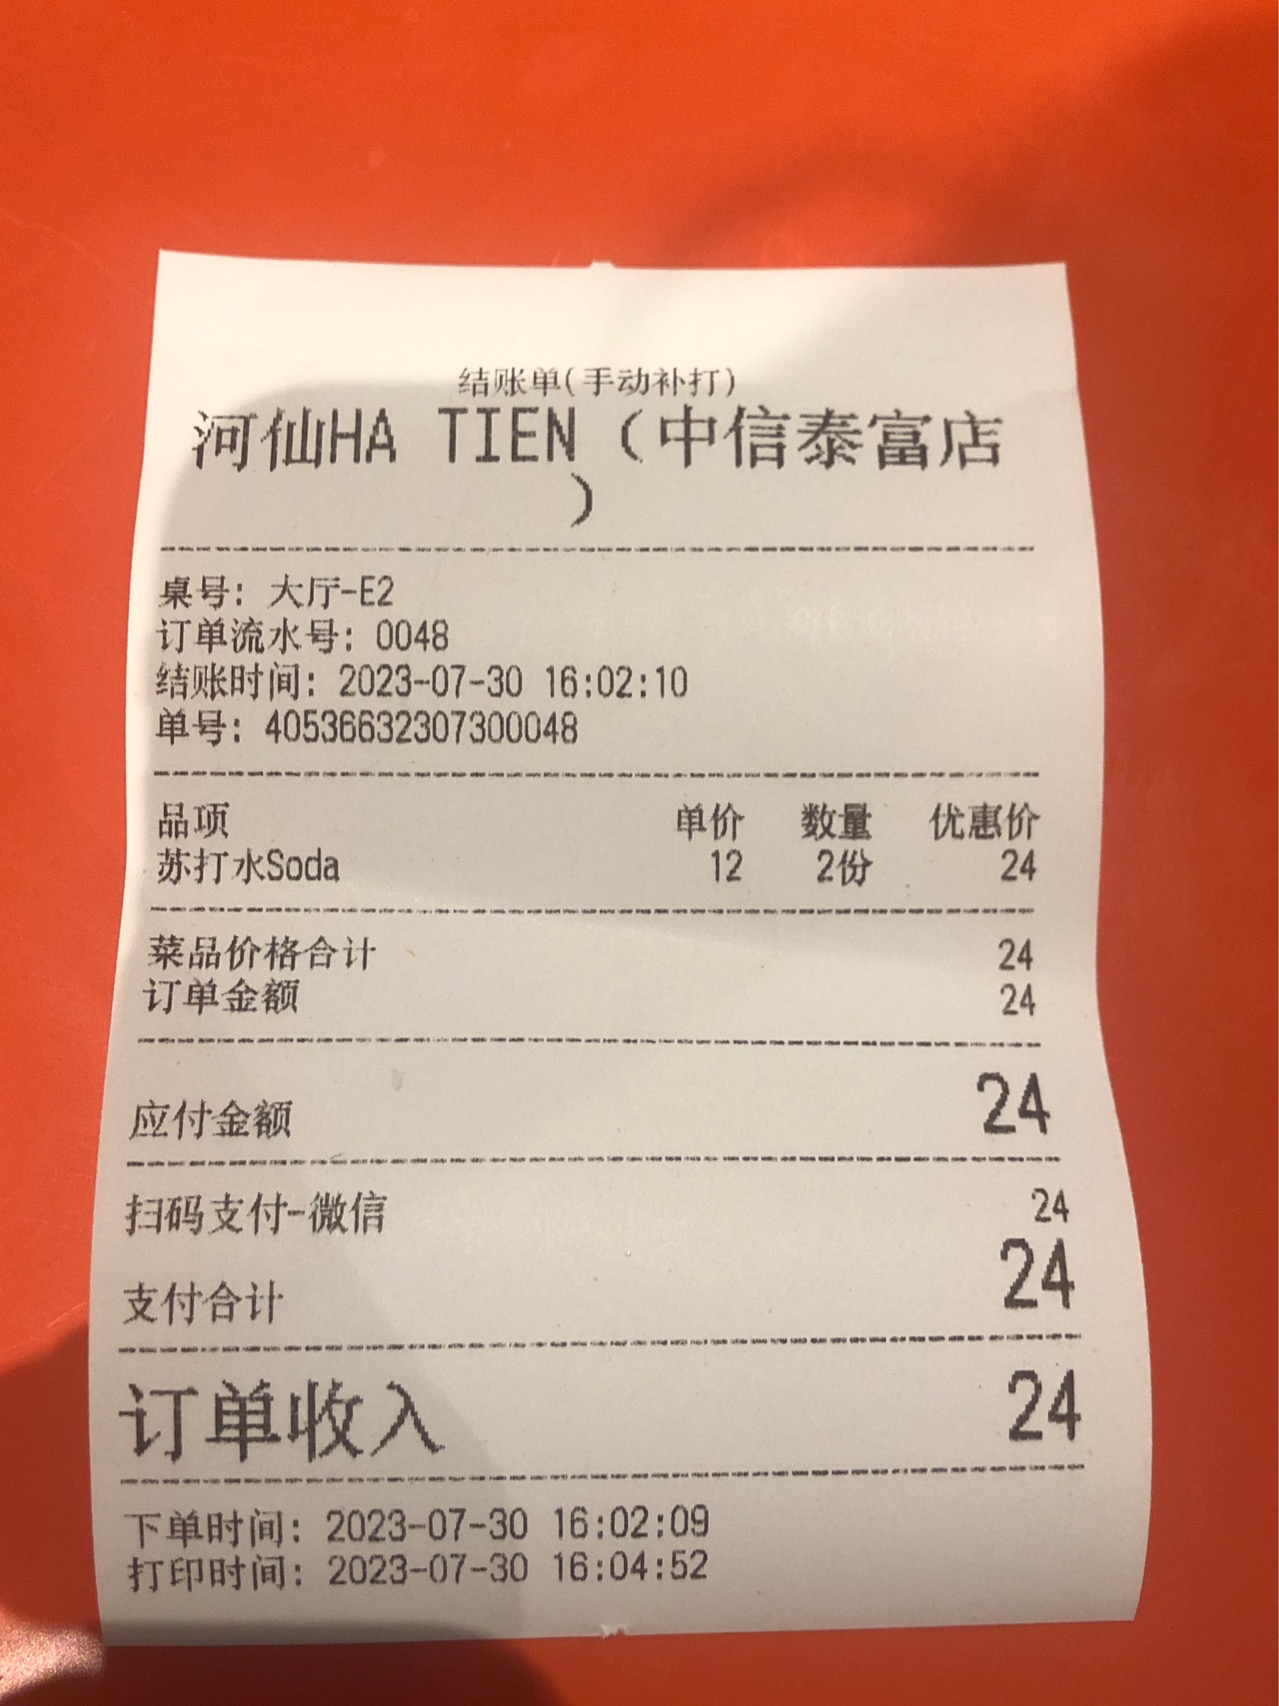 结账单(手动补打)
河仙HA TIEN（中信泰富店
）
桌号: 大厅-E2
订单流水号: 0048
结账时间: 2023-07-30 16:02:10
单号: 40536632307300048
品项 单价 数量 优惠价
苏打水Soda 12 2份 24
菜品价格合计 24
订单金额 24
应付金额 24
扫码支付-微信 24
支付合计 24
订单收入 24
下单时间: 2023-07-30 16:02:09
打印时间: 2023-07-30 16:04:52